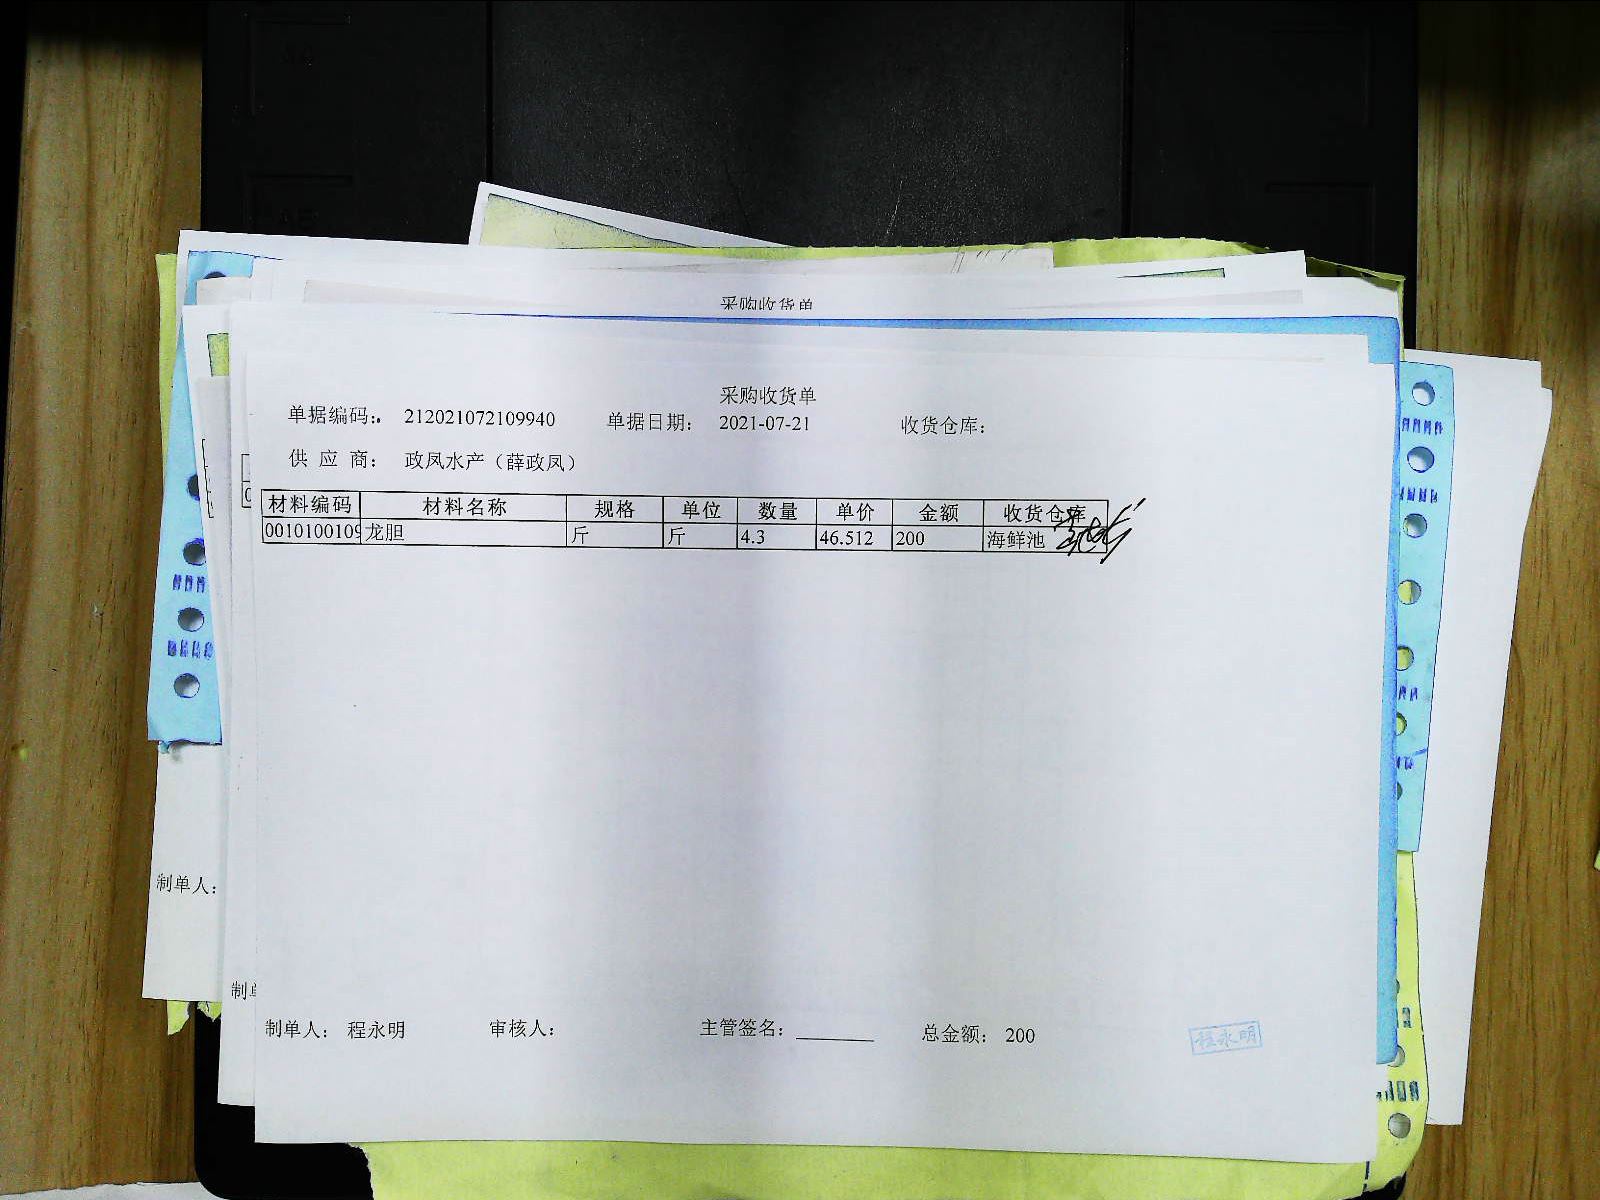 采购收货单
采购收货单
单据编码: 212021072109940 单据日期: 2021-07-21 收货仓库:
供 应 商: 政凤水产（薛政凤）
材料编码 材料名称 规格 单位 数量 单价 金额 收货仓库
0010100109 龙胆 斤 斤 4.3 46.512 200 海鲜池
制单人:
制单
制单人: 程永明 审核人: 主管签名: 总金额: 200
程永明